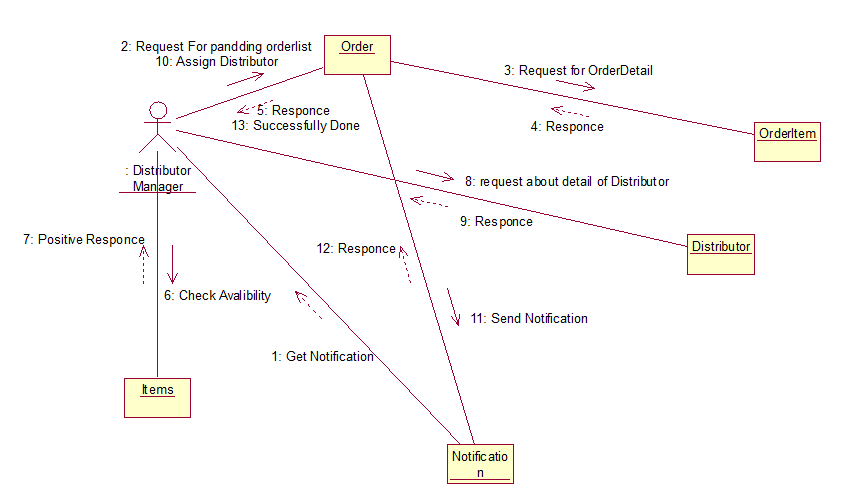 2: Request For pandding orderlist
10: Assign Distributor
Order
3: Request for OrderDetail
5: Responce
13: Successfully Done
4: Responce
OrderItem
: Distributor
Manager
8: request about detail of Distributor
9: Responce
7: Positive Responce
12: Responce
Distributor
6: Check Avalibility
11: Send Notification
1: Get Notification
Items
Notificatio
n